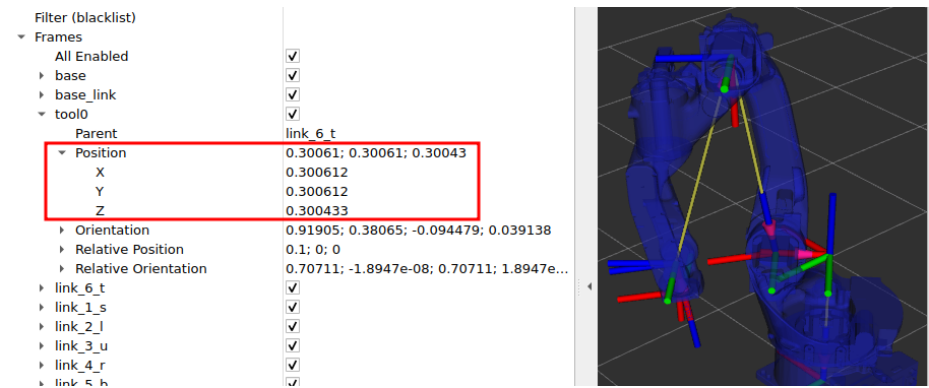 Filter (blacklist)
Frames
All Enabled
base
base_link
tool0
Parent link_6_t
Position 0.30061; 0.30061; 0.30043
X 0.300612
Y 0.300612
Z 0.300433
Orientation 0.91905; 0.38065; -0.094479; 0.039138
Relative Position 0.1; 0; 0
Relative Orientation 0.70711; -1.8947e-08; 0.70711; 1.8947e...
link_6_t
link_1_s
link_2_l
link_3_u
link_4_r
link_5_b